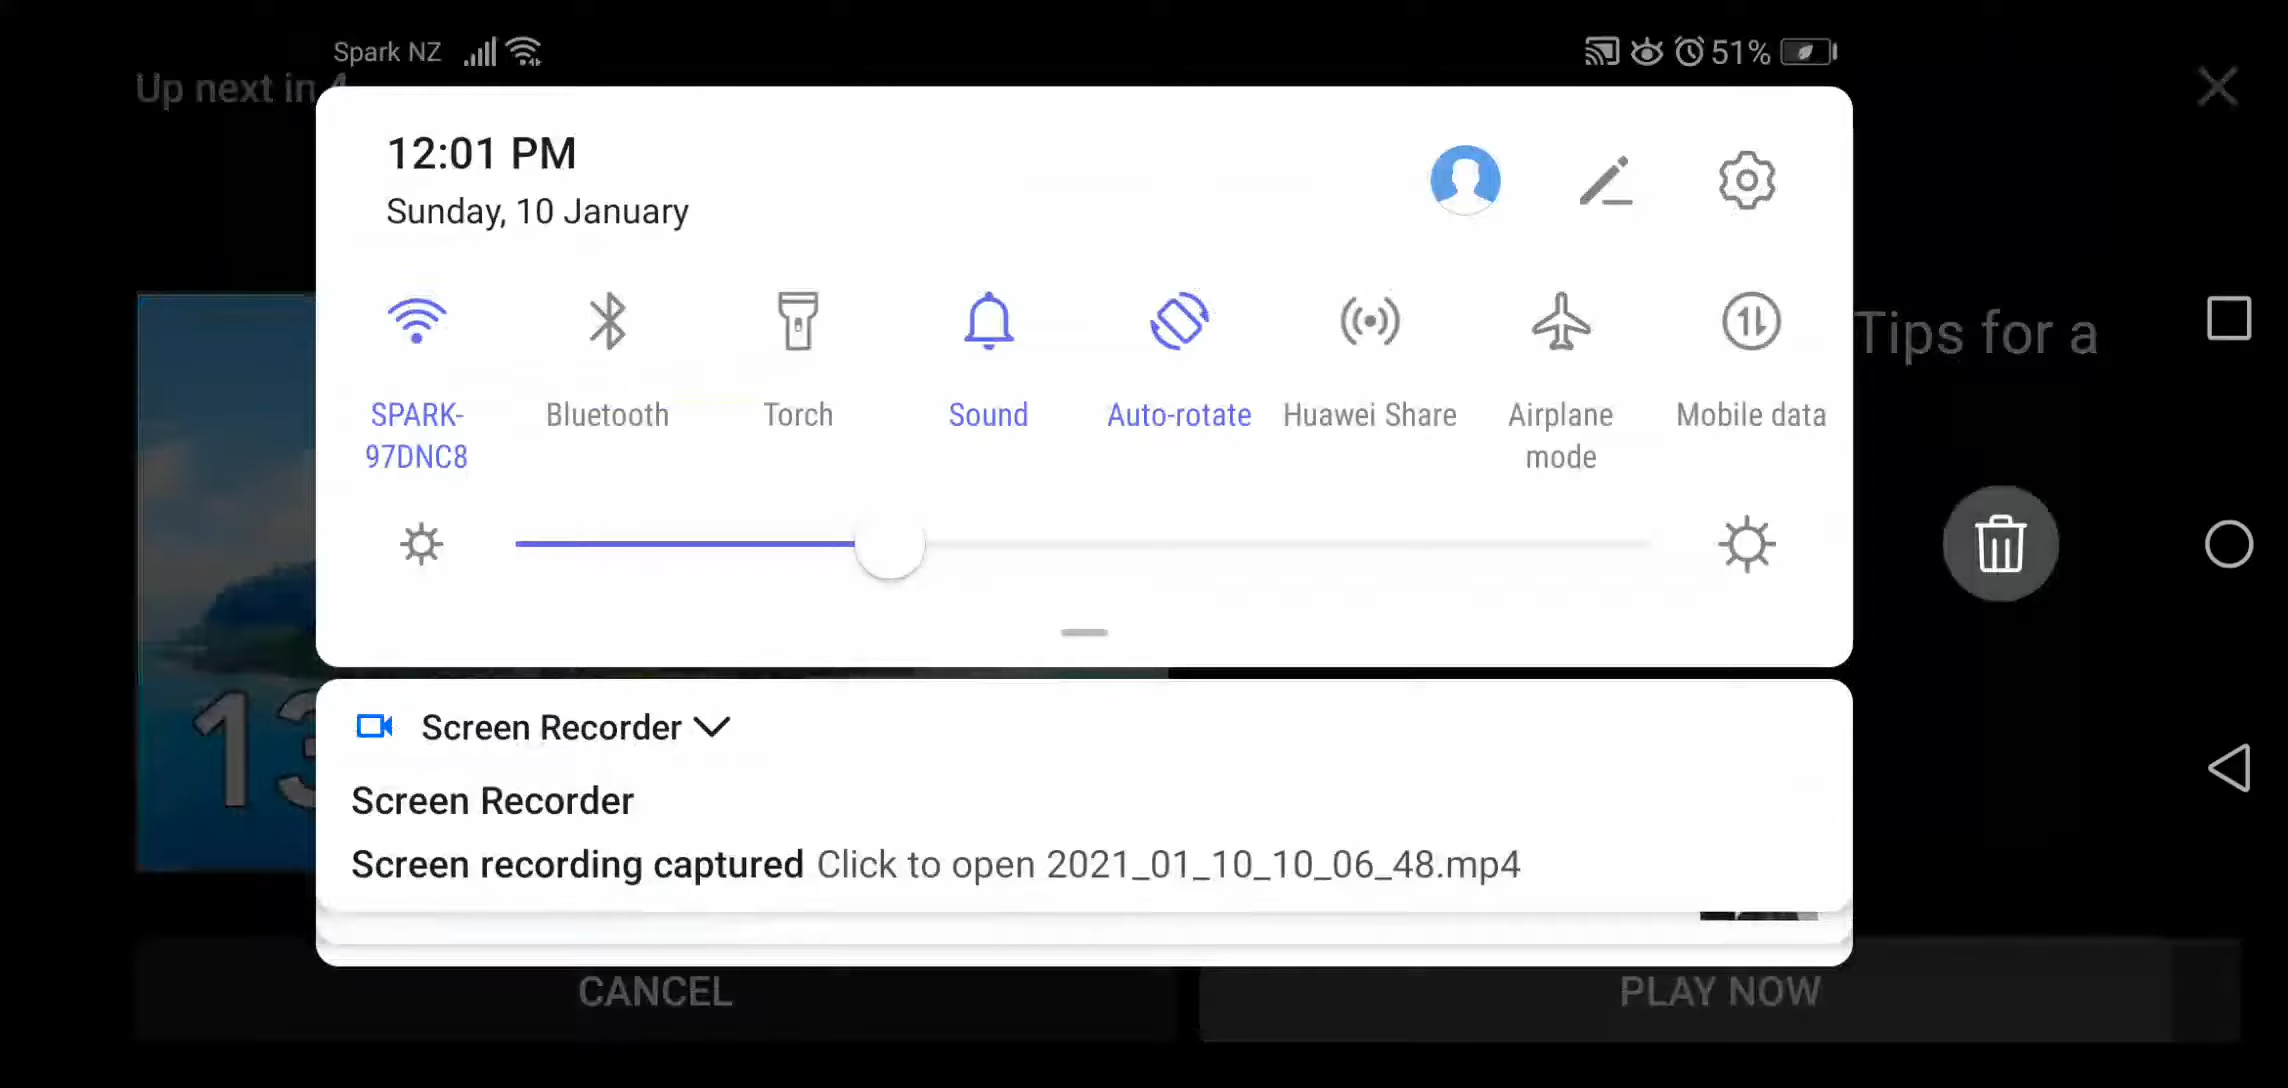 Spark NZ
51%
Up next in 4
12:01 PM
Sunday, 10 January
SPARK-
97DNC8
Bluetooth
Torch
Sound
Auto-rotate
Huawei Share
Airplane
mode
Mobile data
Tips for a
13
Screen Recorder
Screen Recorder
Screen recording captured Click to open 2021_01_10_10_06_48.mp4
CANCEL
PLAY NOW